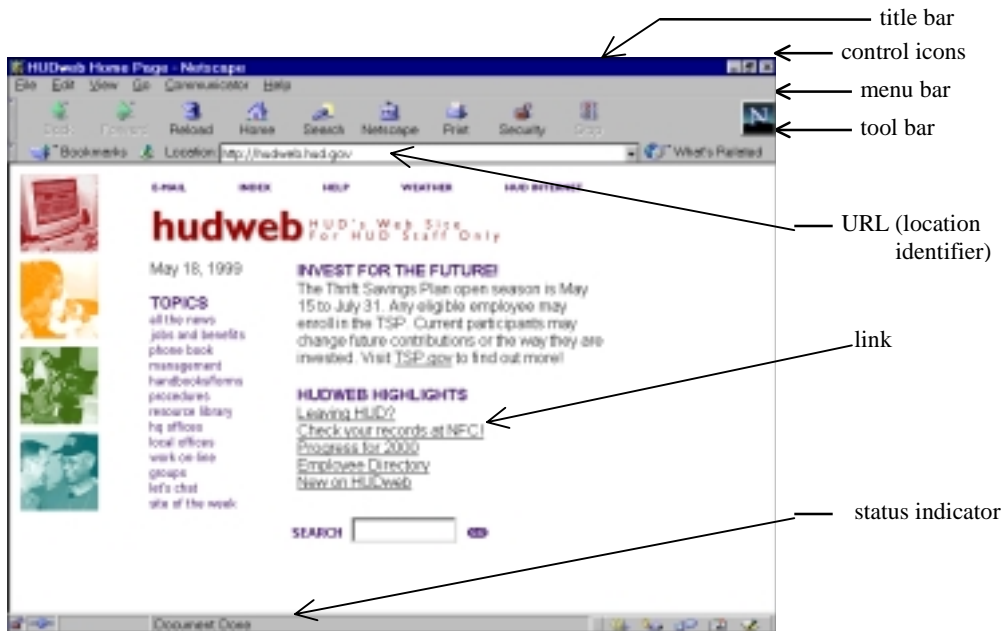 title bar
control icons
HUDweb Home Page - Netscape
menu bar
File Edit View Go Communicator Help
tool bar
Back Forward Reload Home Search Netscape Print Security Stop
Bookmarks Location: http://hudweb.hud.gov What's Related
E-MAIL INDEX HELP WEATHER HUD INTERNET
hudweb HUD's Web Site
For HUD Staff Only
URL (location
identifier)
May 18, 1999
TOPICS
all the news
jobs and benefits
phone book
management
handbooks/forms
procedures
resource library
hq offices
local offices
work on-line
groups
let's chat
site of the week
INVEST FOR THE FUTURE!
The Thrift Savings Plan open season is May
15 to July 31. Any eligible employee may
enroll in the TSP. Current participants may
change future contributions or the way they are
invested. Visit TSP.gov to find out more!
link
HUDWEB HIGHLIGHTS
Leaving HUD?
Check your records at NFC!
Progress for 2000
Employee Directory
New on HUDweb
SEARCH
status indicator
Document Done